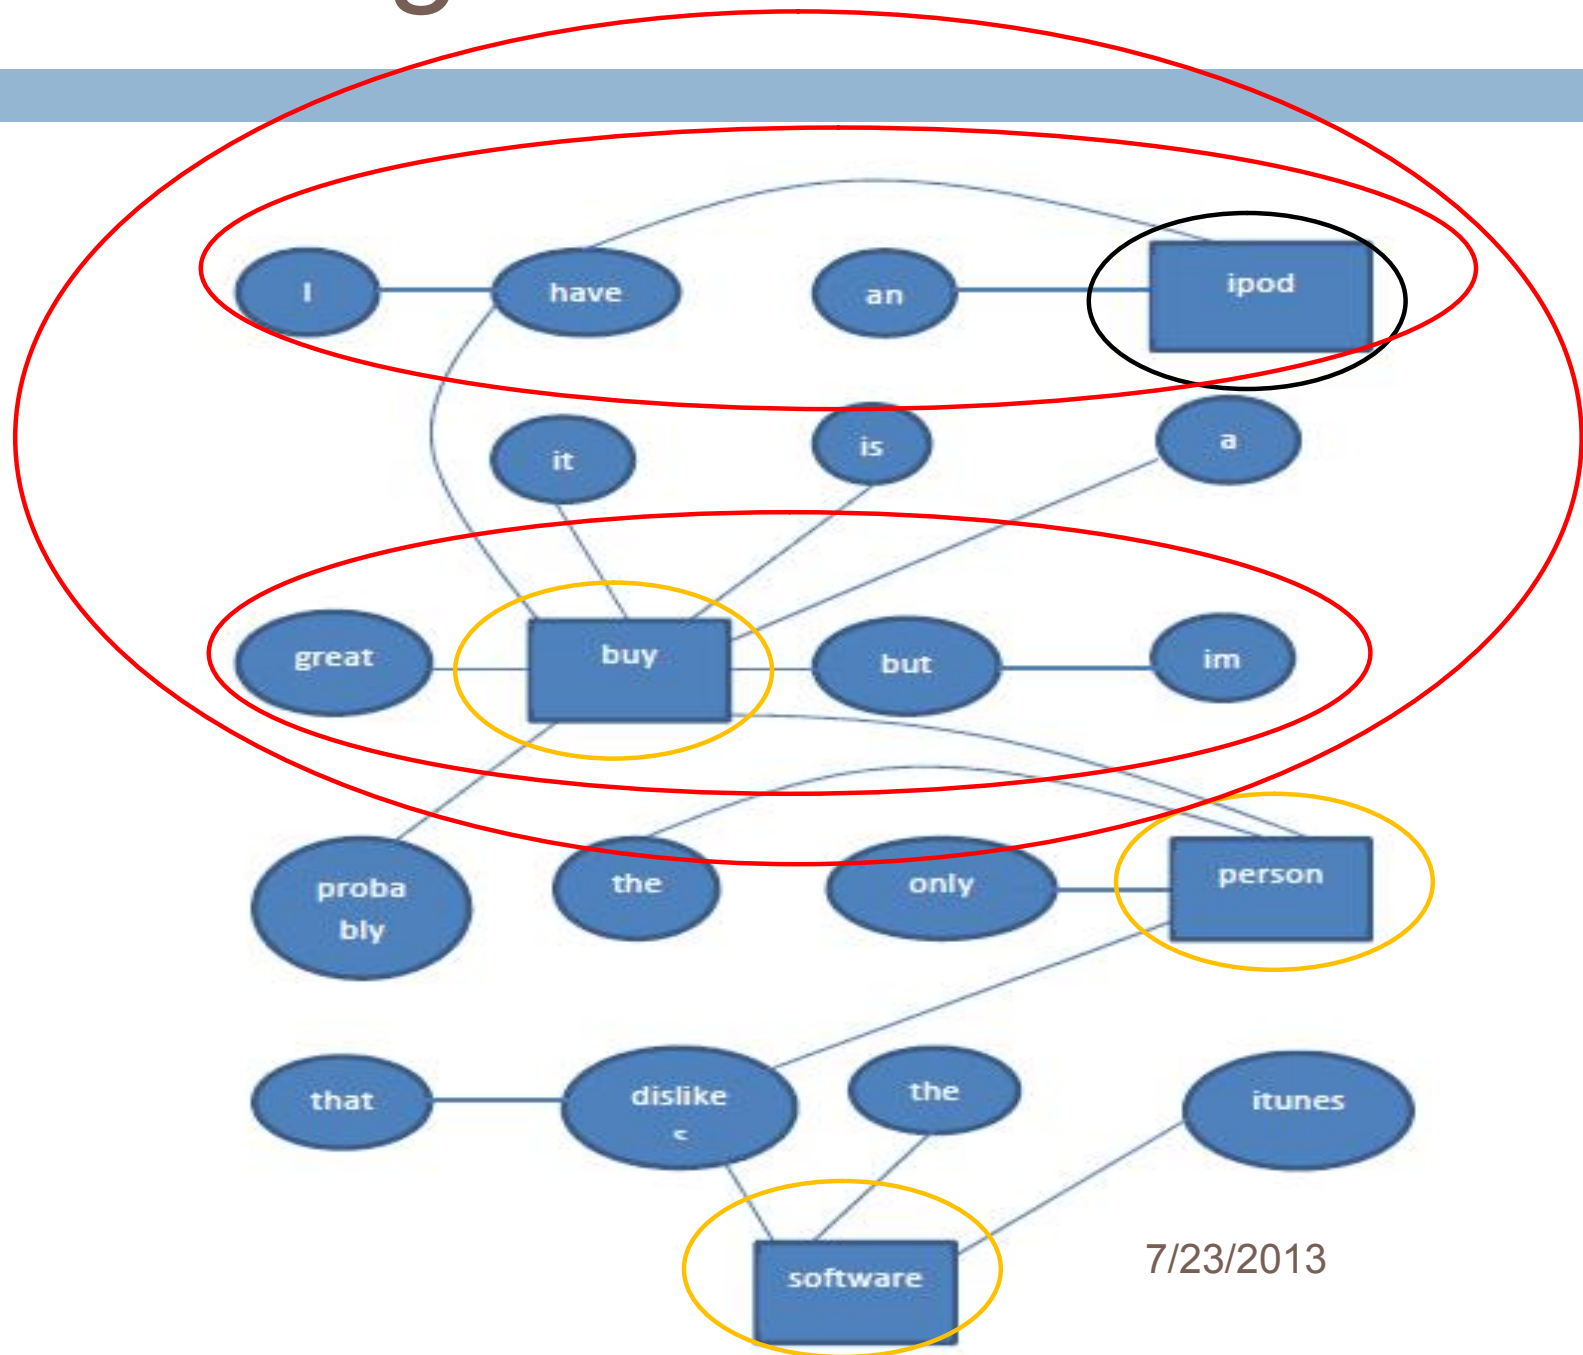 I have an ipod
it is a
great buy but im
proba
bly
the only person
that dislike the itunes
software
7/23/2013